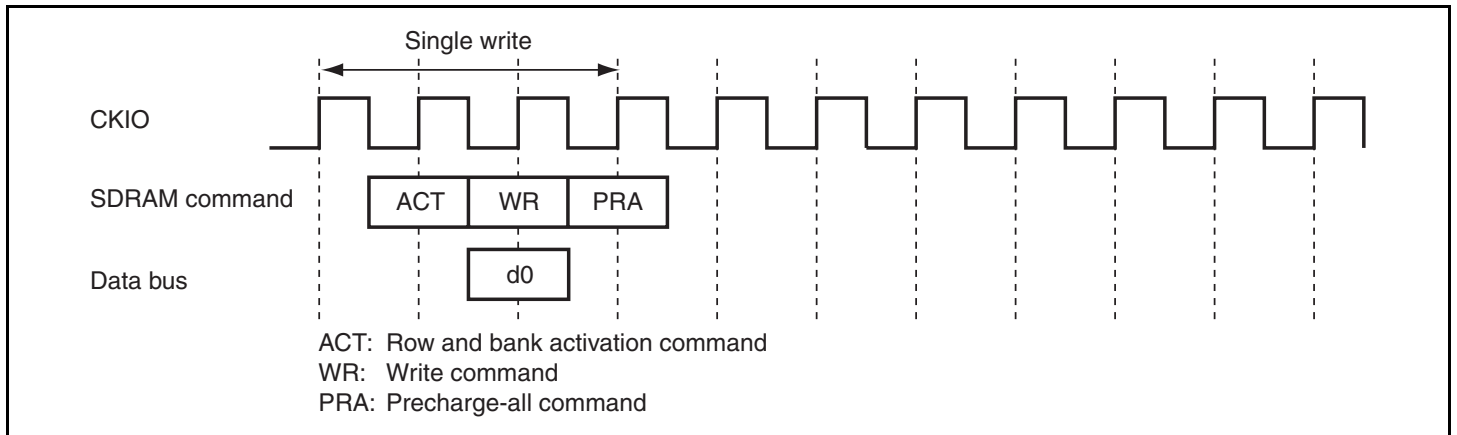 Single write
CKIO
SDRAM command ACT WR PRA
Data bus d0
ACT: Row and bank activation command
WR: Write command
PRA: Precharge-all command